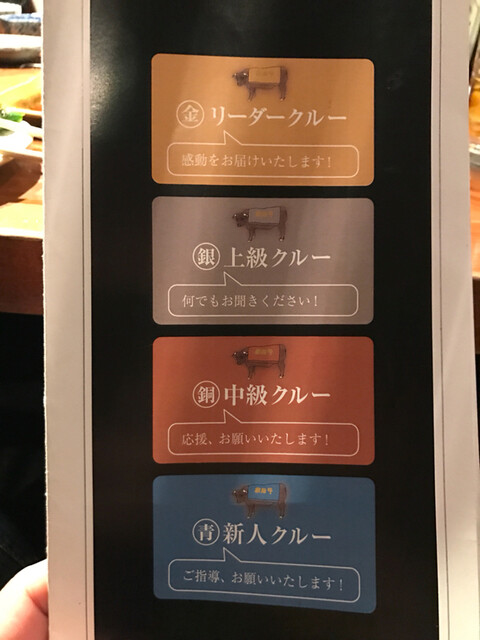 金 リーダークルー
感動をお届けいたします！
銀 上級クルー
何でもお聞きください！
銅 中級クルー
応援、お願いいたします！
青 新人クルー
ご指導、お願いいたします！